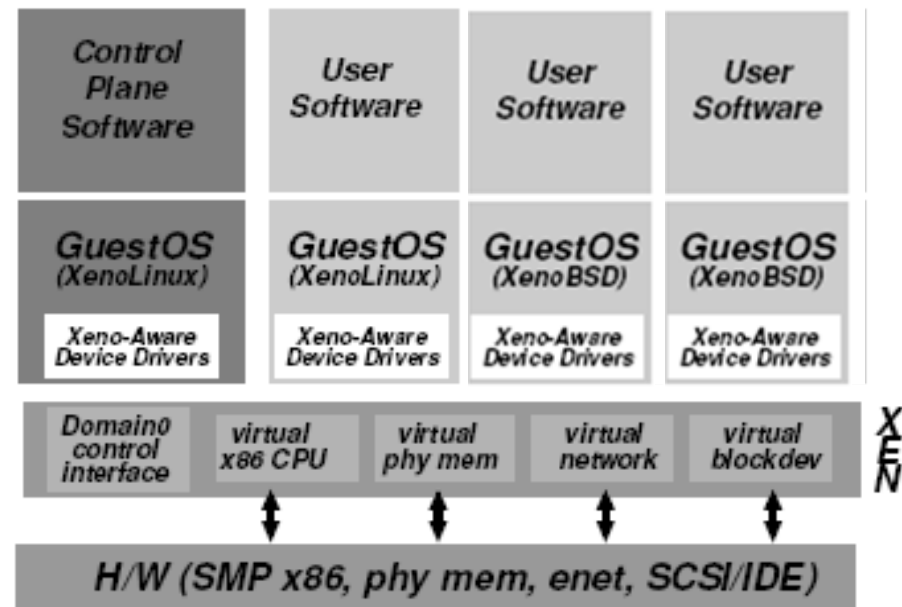 Control
Plane
Software
User
Software
User
Software
User
Software
GuestOS
(XenoLinux)
Xeno-Aware
Device Drivers
GuestOS
(XenoLinux)
Xeno-Aware
Device Drivers
GuestOS
(XenoBSD)
Xeno-Aware
Device Drivers
GuestOS
(XenoBSD)
Xeno-Aware
Device Drivers
Domain0
control
interface
virtual
x86 CPU
virtual
phy mem
virtual
network
virtual
blockdev
X
E
N
H/W (SMP x86, phy mem, enet, SCSI/IDE)